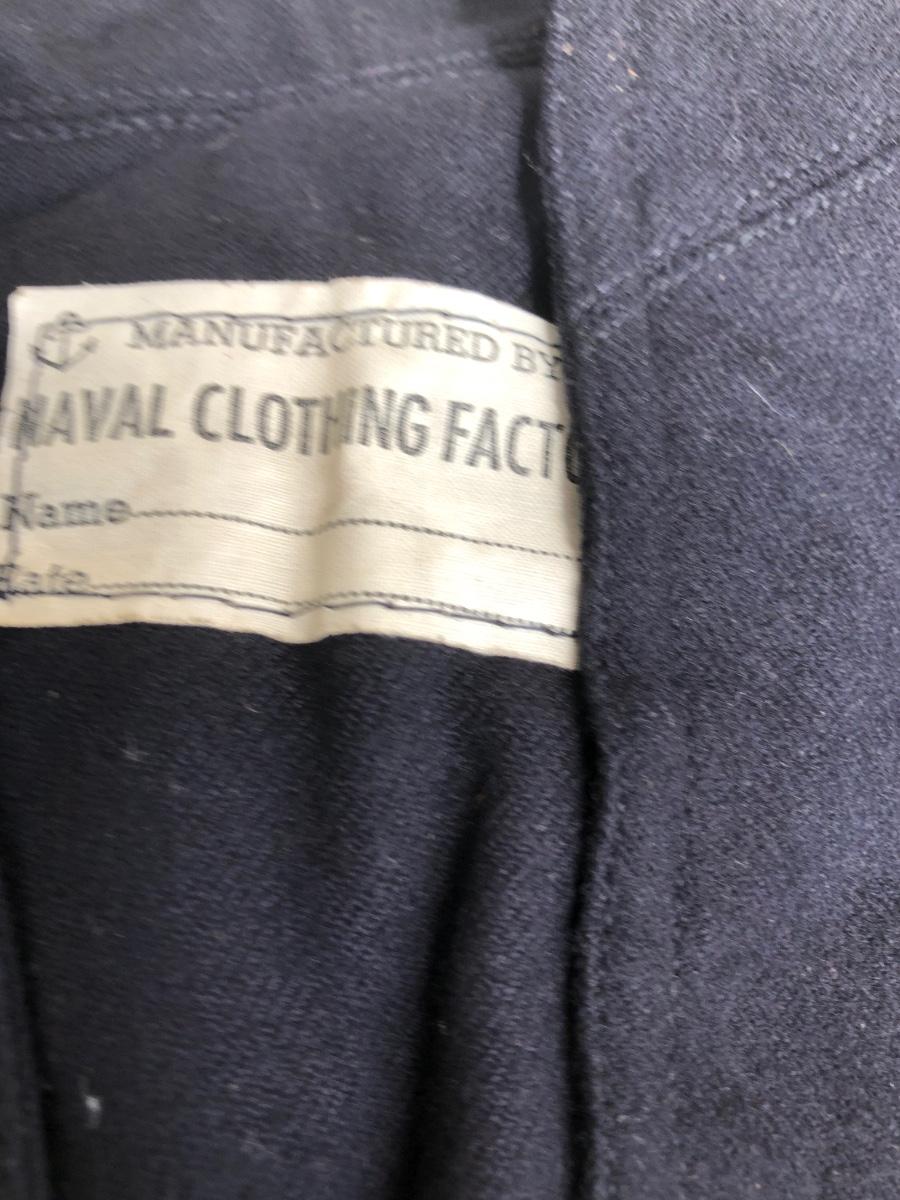 MANUFACTURED BY
NAVAL CLOTHING FACTO
Name
Rate